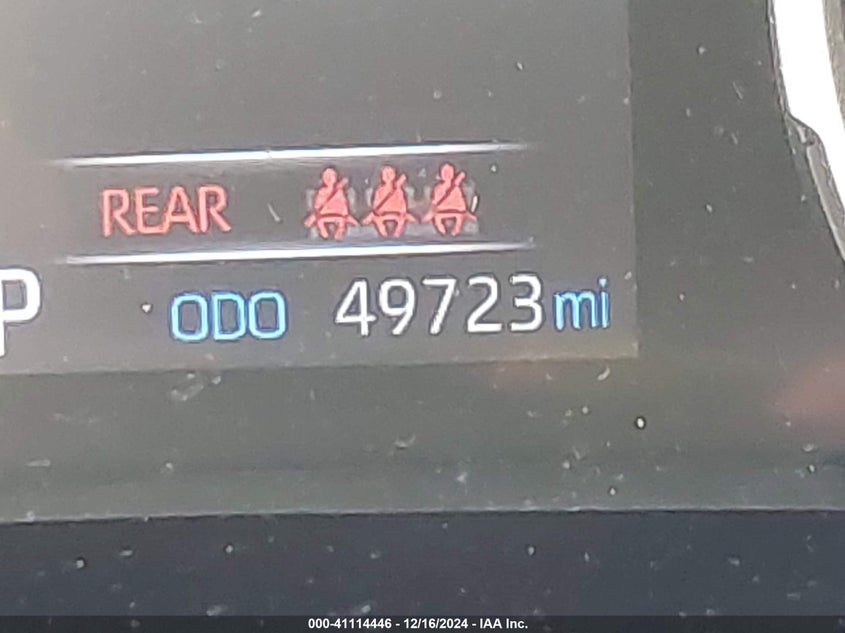 REAR
P
ODO 49723 mi
000-41114446 - 12/16/2024 - IAA Inc.